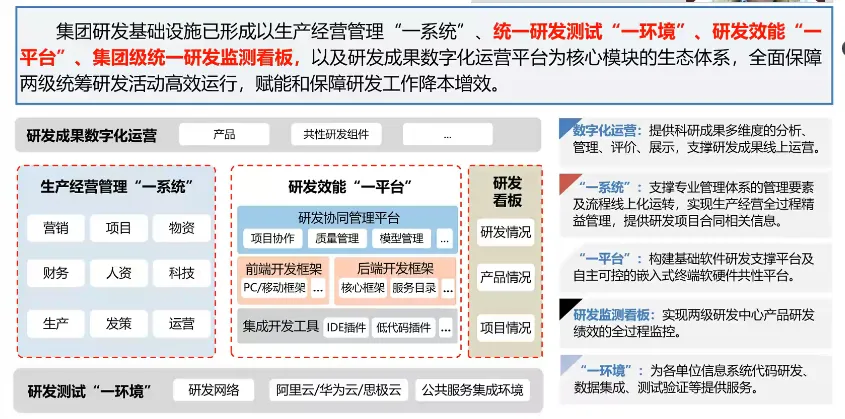 集团研发基础设施已形成以生产经营管理“一系统”、统一研发测试“一环境”、研发效能“一
平台”、集团级统一研发监测看板，以及研发成果数字化运营平台为核心模块的生态体系，全面保障
两级统筹研发活动高效运行，赋能和保障研发工作降本增效。
研发成果数字化运营
产品
共性研发组件
...
生产经营管理“一系统”
营销
项目
物资
财务
人资
科技
生产
发策
运营
研发效能“一平台”
研发协同管理平台
项目协作
质量管理
模型管理
...
前端开发框架
PC/移动框架
...
后端开发框架
核心框架
服务目录
...
集成开发工具
IDE插件
低代码插件
...
研发
看板
研发情况
产品情况
项目情况
研发测试“一环境”
研发网络
阿里云/华为云/思极云
公共服务集成环境
数字化运营：提供科研成果多维度的分析、
管理、评价、展示，支撑研发成果线上运营。
“一系统”：支撑专业管理体系的管理要素
及流程线上化运转，实现生产经营全过程精
益管理，提供研发项目合同相关信息。
“一平台”：构建基础软件研发支撑平台及
自主可控的嵌入式终端软硬件共性平台。
研发监测看板：实现两级研发中心产品研发
绩效的全过程监控。
“一环境”：为各单位信息系统代码研发、
数据集成、测试验证等提供服务。